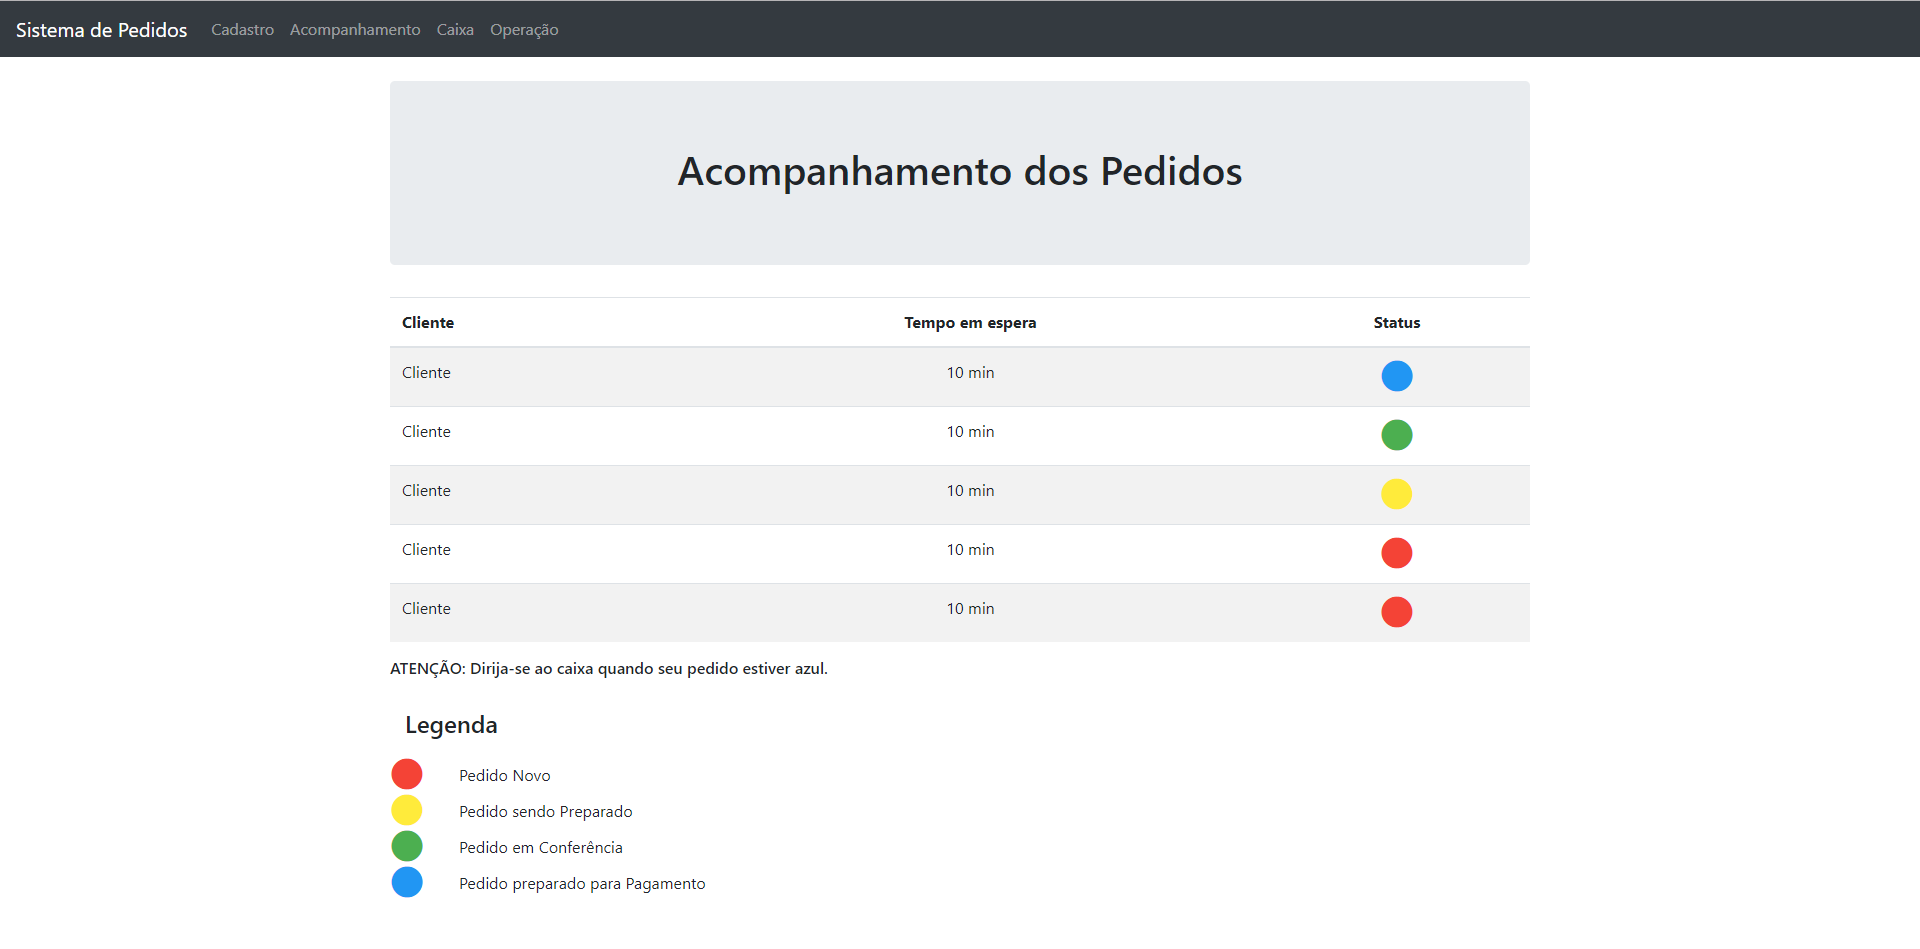 Sistema de Pedidos Cadastro Acompanhamento Caixa Operação
Acompanhamento dos Pedidos
Cliente Tempo em espera Status
Cliente 10 min
Cliente 10 min
Cliente 10 min
Cliente 10 min
Cliente 10 min
ATENÇÃO: Dirija-se ao caixa quando seu pedido estiver azul.
Legenda
Pedido Novo
Pedido sendo Preparado
Pedido em Conferência
Pedido preparado para Pagamento